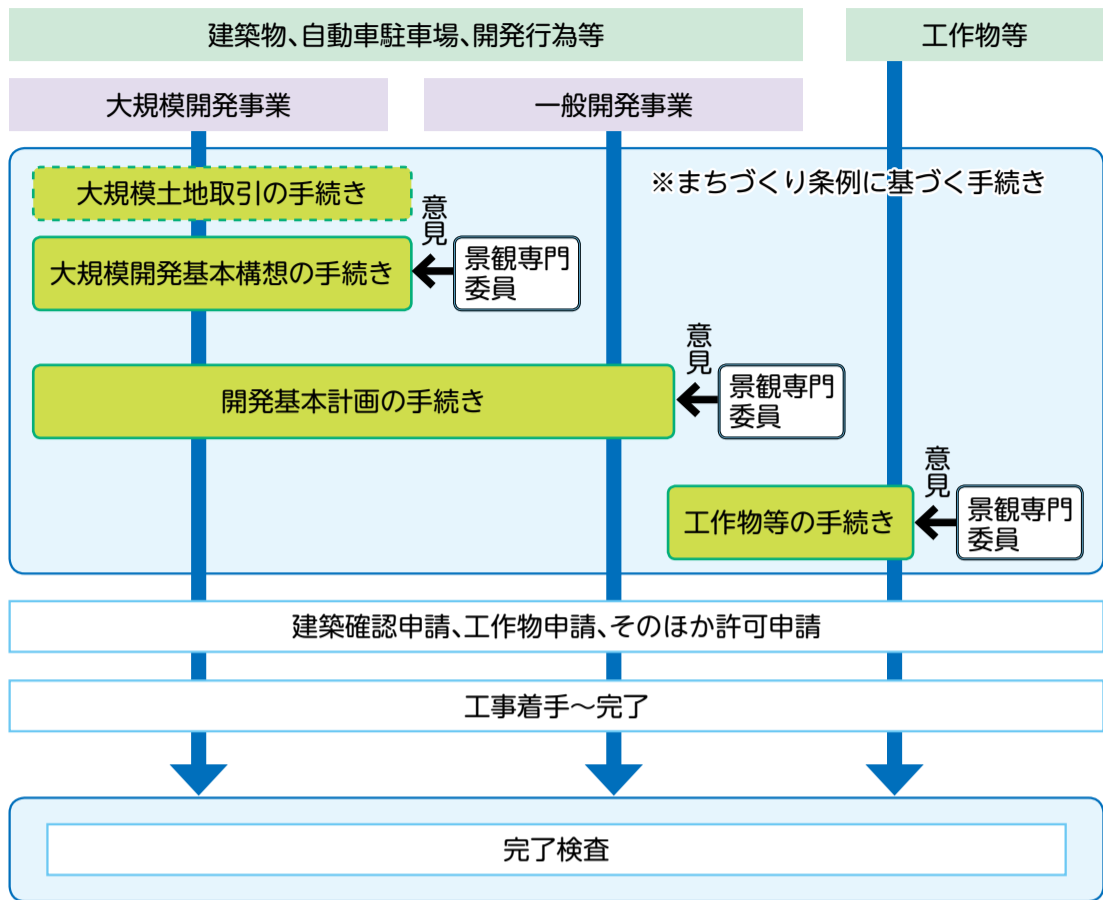 建築物、自動車駐車場、開発行為等
工作物等
大規模開発事業
一般開発事業
※まちづくり条例に基づく手続き
大規模土地取引の手続き
意見
大規模開発基本構想の手続き
景観専門
委員
意見
開発基本計画の手続き
景観専門
委員
意見
工作物等の手続き
景観専門
委員
建築確認申請、工作物申請、そのほか許可申請
工事着手～完了
完了検査